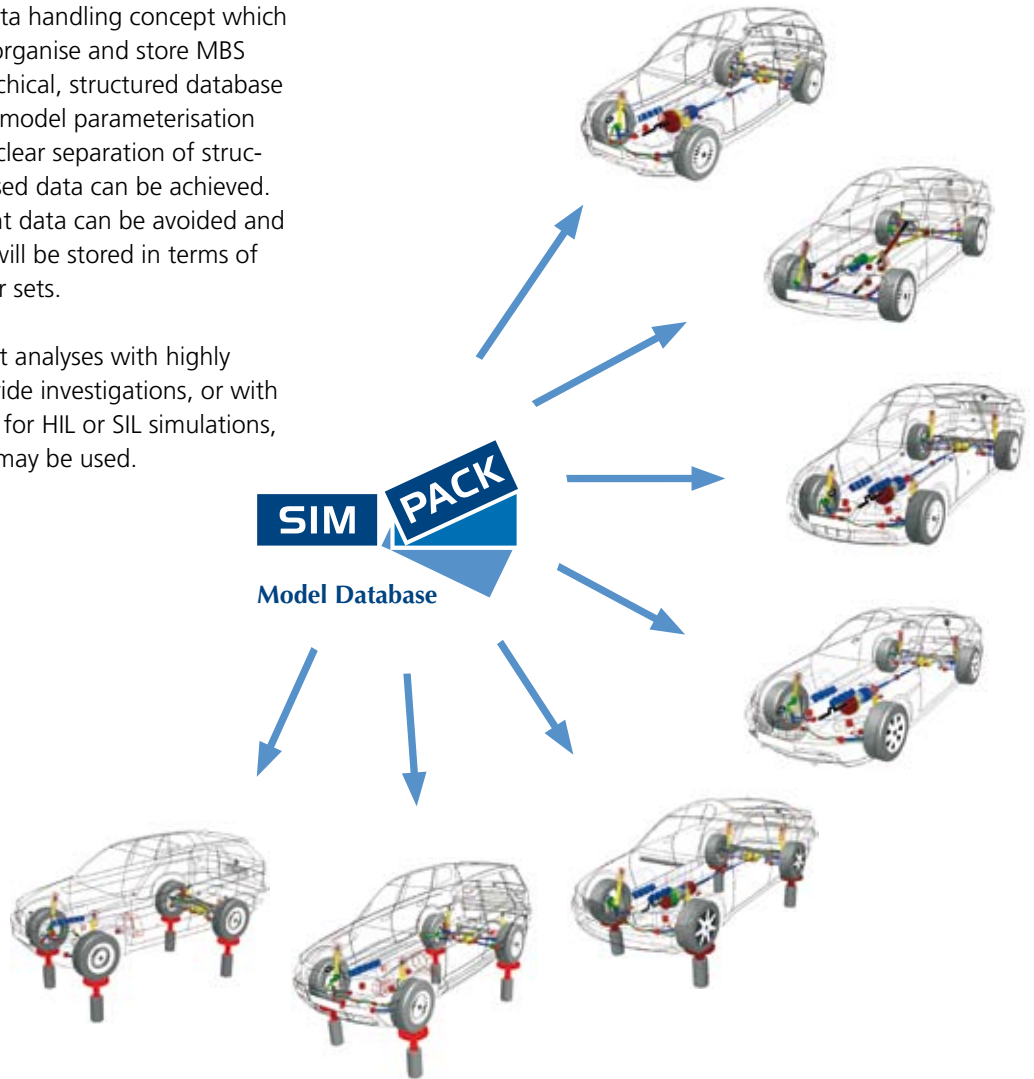 ta handling concept which
organise and store MBS
chical, structured database
model parameterisation
clear separation of struc-
sed data can be achieved.
nt data can be avoided and
will be stored in terms of
r sets.
t analyses with highly
ride investigations, or with
for HIL or SIL simulations,
may be used.
SIM PACK
Model Database